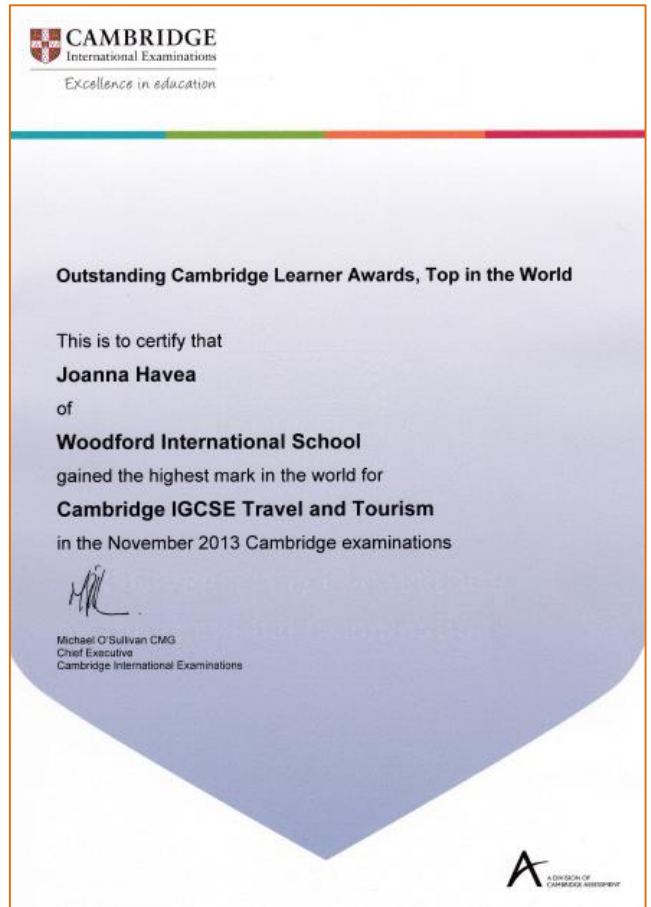 CAMBRIDGE
International Examinations
Excellence in education
Outstanding Cambridge Learner Awards, Top in the World
This is to certify that
Joanna Havea
of
Woodford International School
gained the highest mark in the world for
Cambridge IGCSE Travel and Tourism
in the November 2013 Cambridge examinations
Michael O'Sullivan CMG
Chief Executive
Cambridge International Examinations
A DIVISION OF
CAMBRIDGE ASSESSMENT